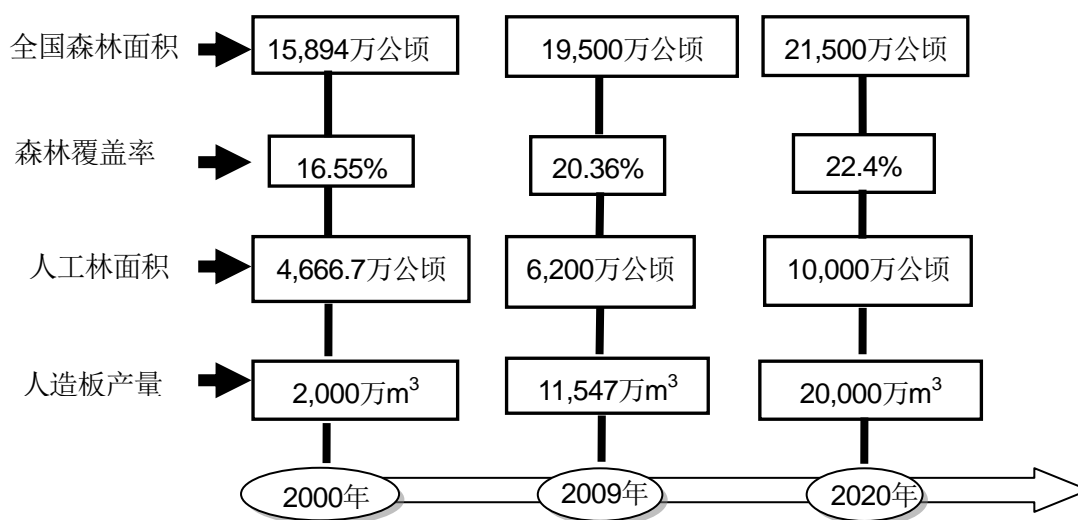 全国森林面积 15,894万公顷 19,500万公顷 21,500万公顷
森林覆盖率 16.55% 20.36% 22.4%
人工林面积 4,666.7万公顷 6,200万公顷 10,000万公顷
人造板产量 2,000万m³ 11,547万m³ 20,000万m³
2000年 2009年 2020年